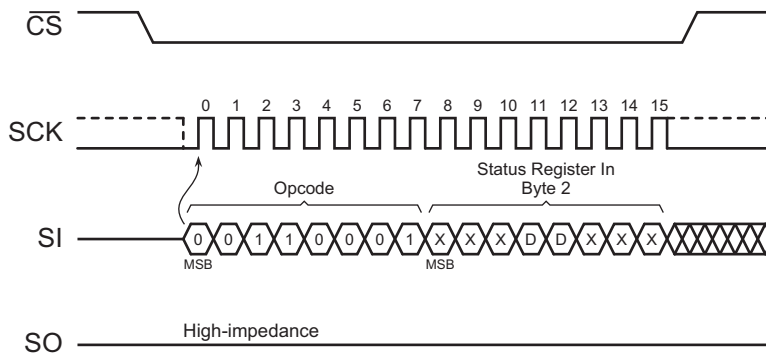 CS
SCK
0 1 2 3 4 5 6 7 8 9 10 11 12 13 14 15
Opcode
Status Register In
Byte 2
SI
0 0 1 1 0 0 0 1 X X X D D X X X
MSB
MSB
SO
High-impedance